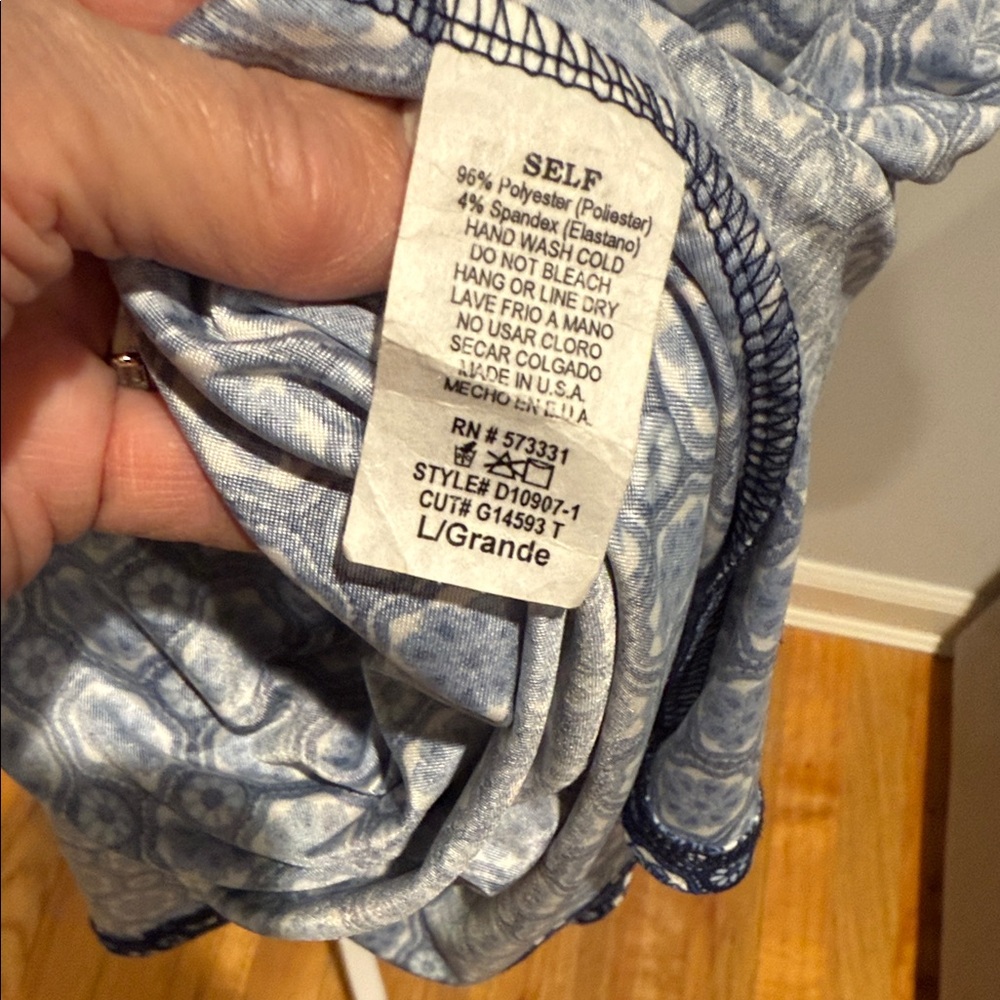 SELF
96% Polyester (Poliester)
4% Spandex (Elastano)
HAND WASH COLD
DO NOT BLEACH
HANG OR LINE DRY
LAVE FRIO A MANO
NO USAR CLORO
SECAR COLGADO
MADE IN U.S.A.
MECHO EN E.U.A.
RN # 573331
STYLE# D10907-1
CUT# G14593 T
L/Grande